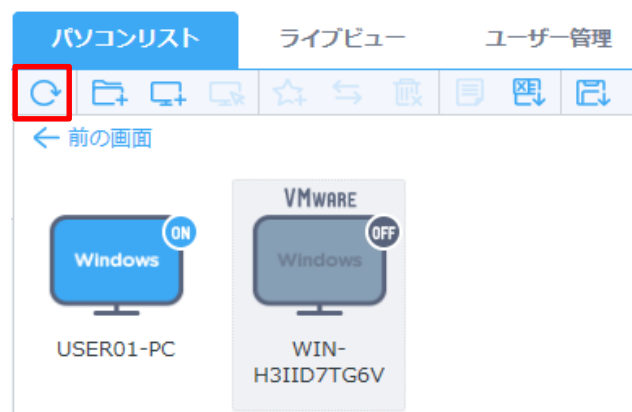 パソコンリスト ライブビュー ユーザー管理
前の画面
VMWARE
ON
OFF
Windows
Windows
USER01-PC
WIN-
H3IID7TG6V